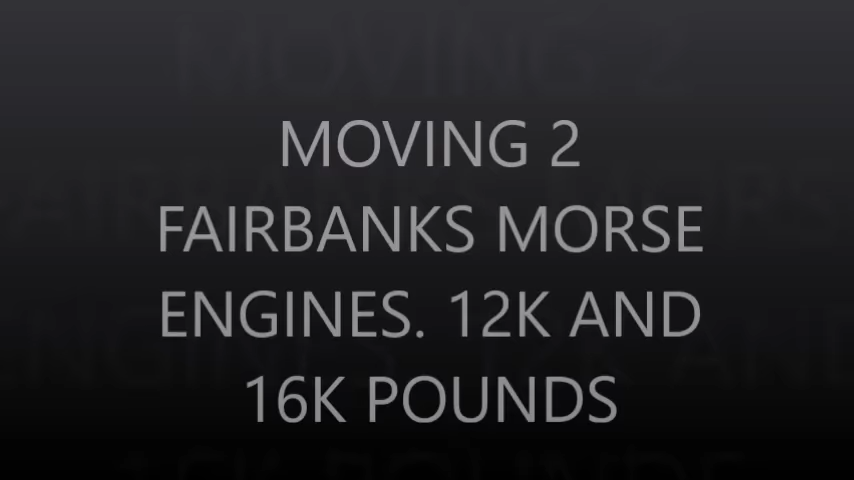 MOVING 2
FAIRBANKS MORSE
ENGINES. 12K AND
16K POUNDS